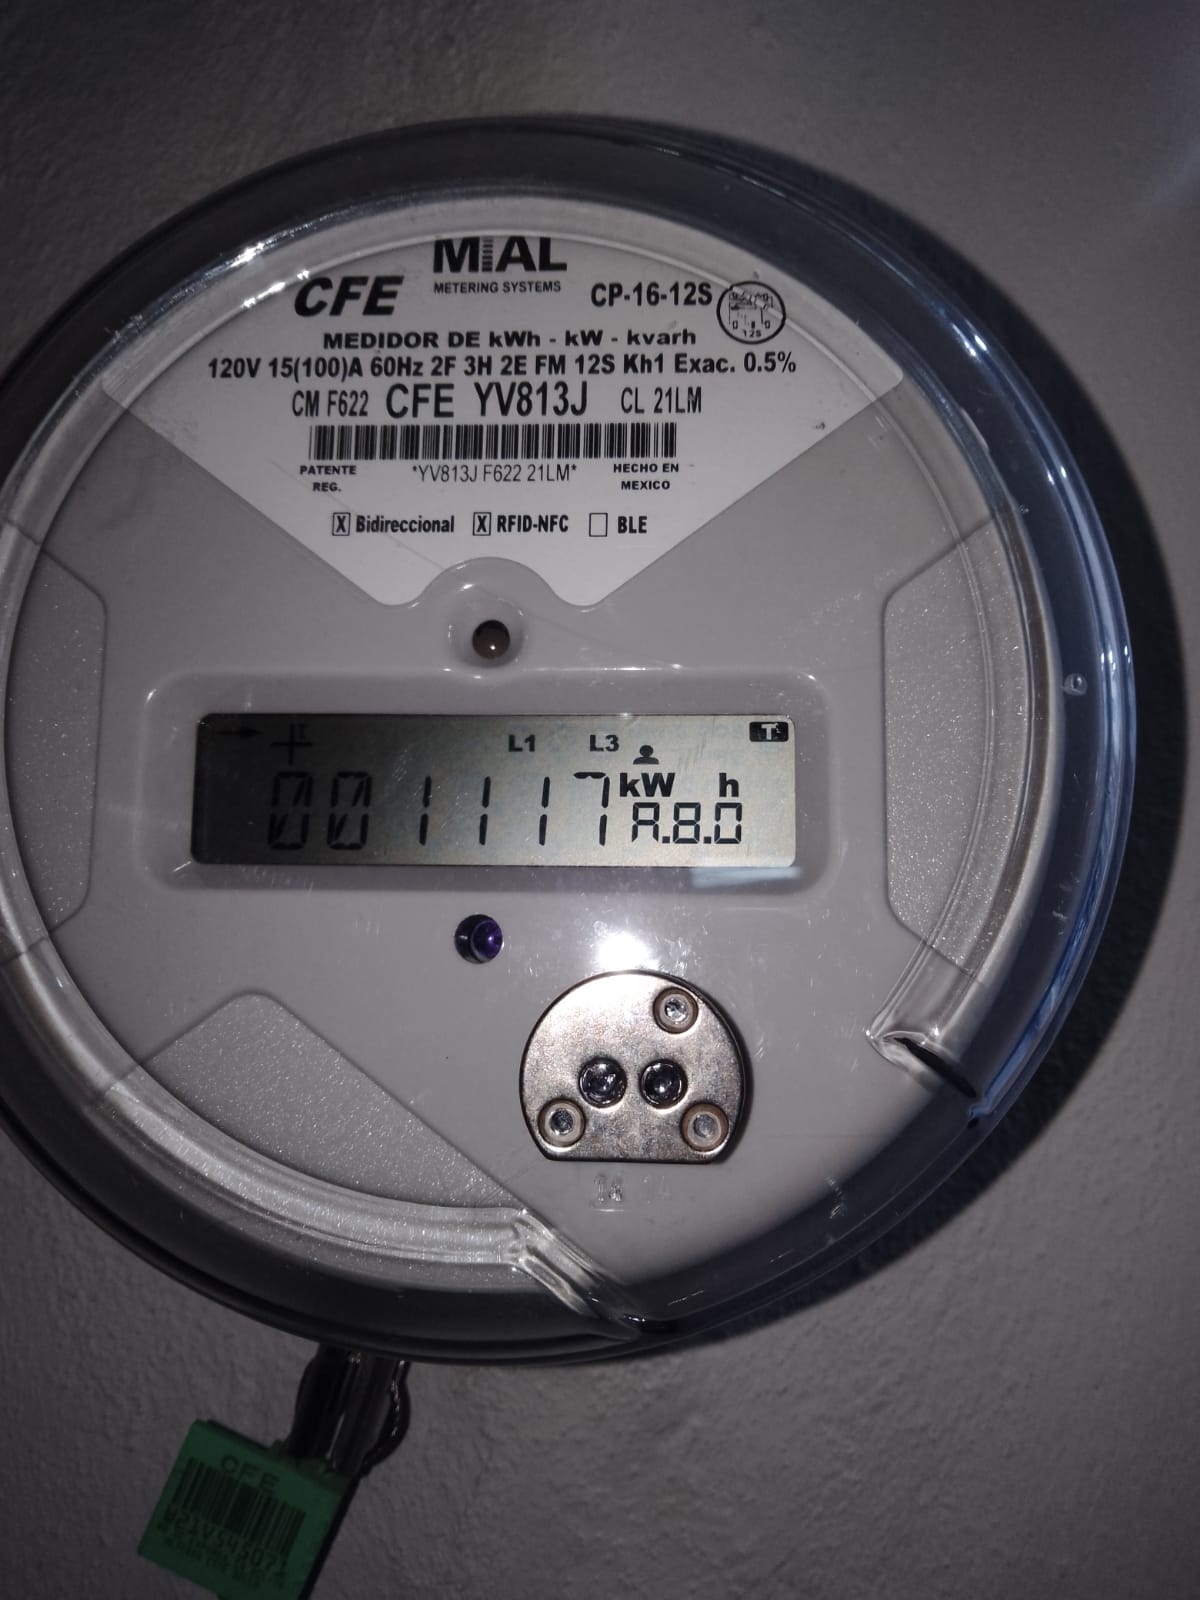 MIAL
METERING SYSTEMS
CFE
CP-16-12S
12S
MEDIDOR DE kWh - kW - kvarh
120V 15(100)A 60Hz 2F 3H 2E FM 12S Kh1 Exac. 0.5%
CM F622 CFE YV813J CL 21LM
PATENTE REG.
*YV813J F622 21LM*
HECHO EN MEXICO
X Bidireccional X RFID-NFC BLE
L1 L3 T
001117 kW h
A.8.0
CFE